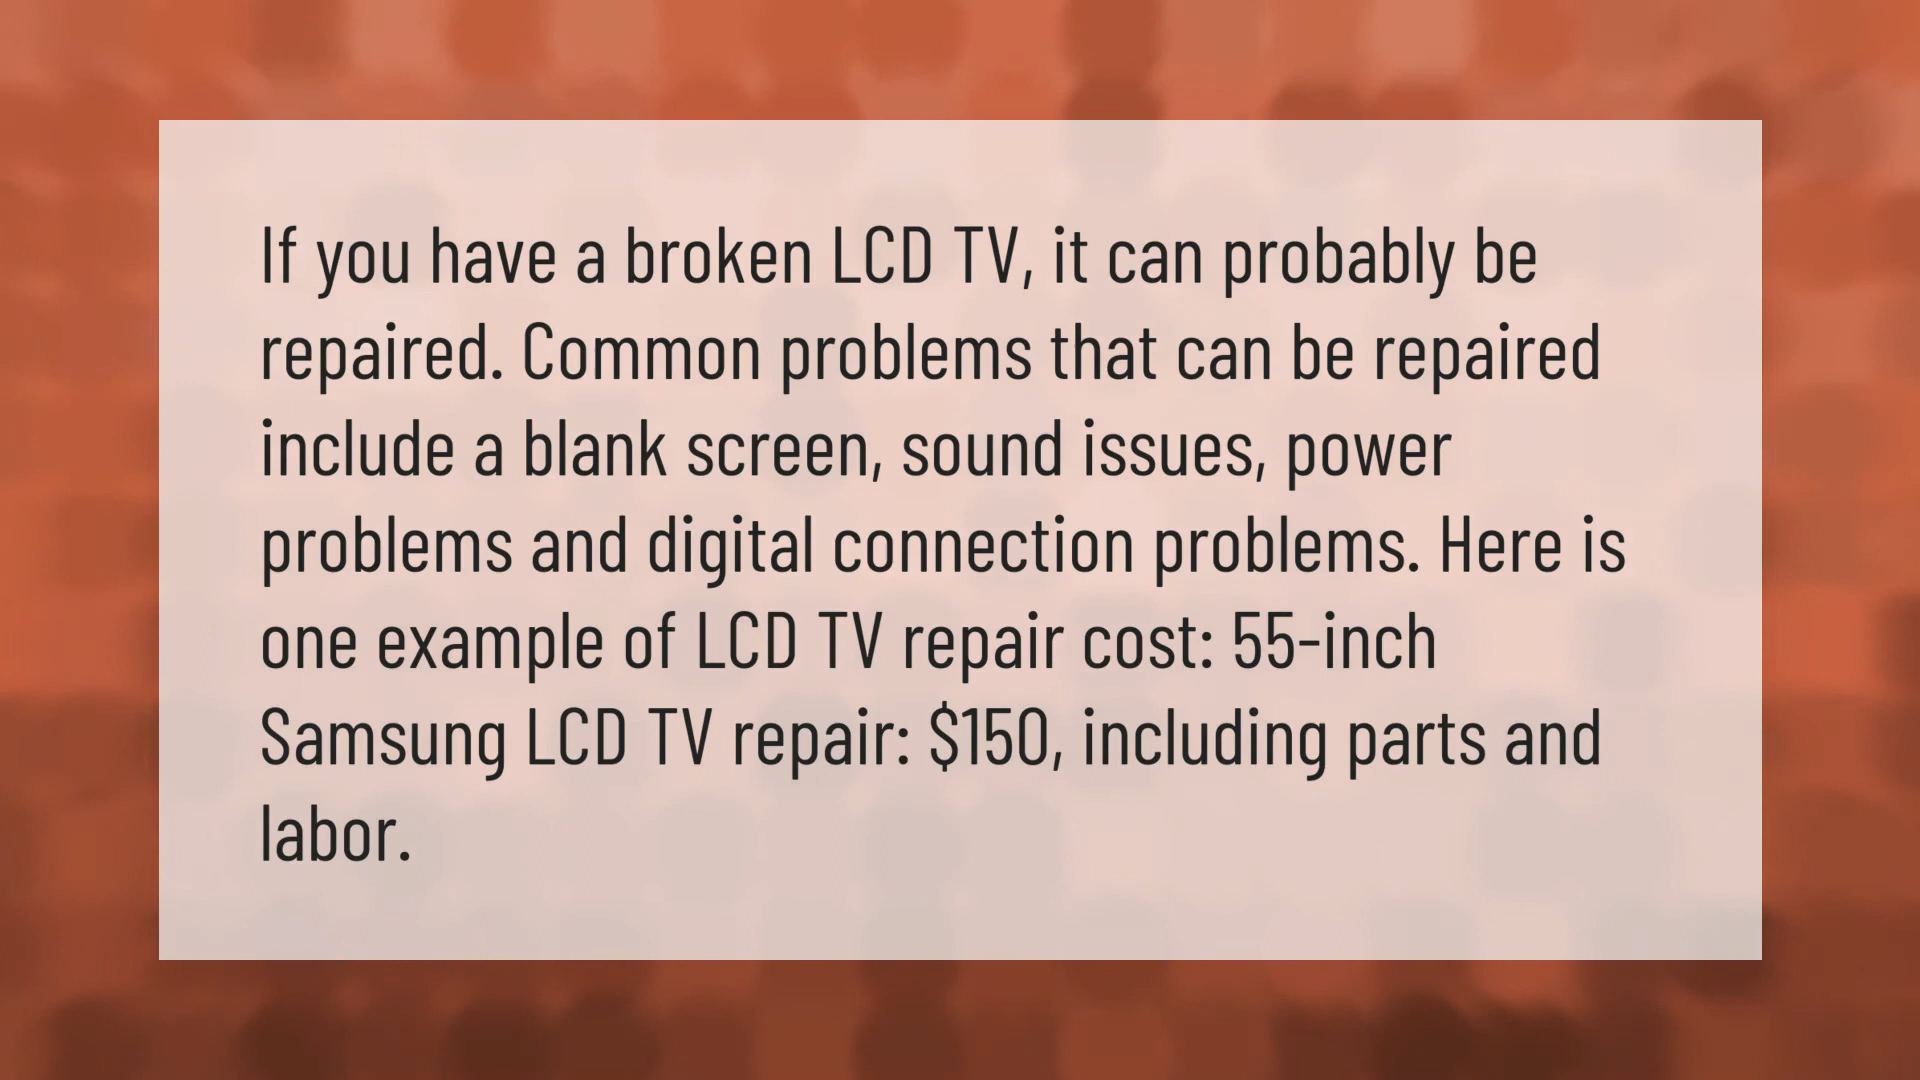 If you have a broken LCD TV, it can probably be
repaired. Common problems that can be repaired
include a blank screen, sound issues, power
problems and digital connection problems. Here is
one example of LCD TV repair cost: 55-inch
Samsung LCD TV repair: $150, including parts and
labor.